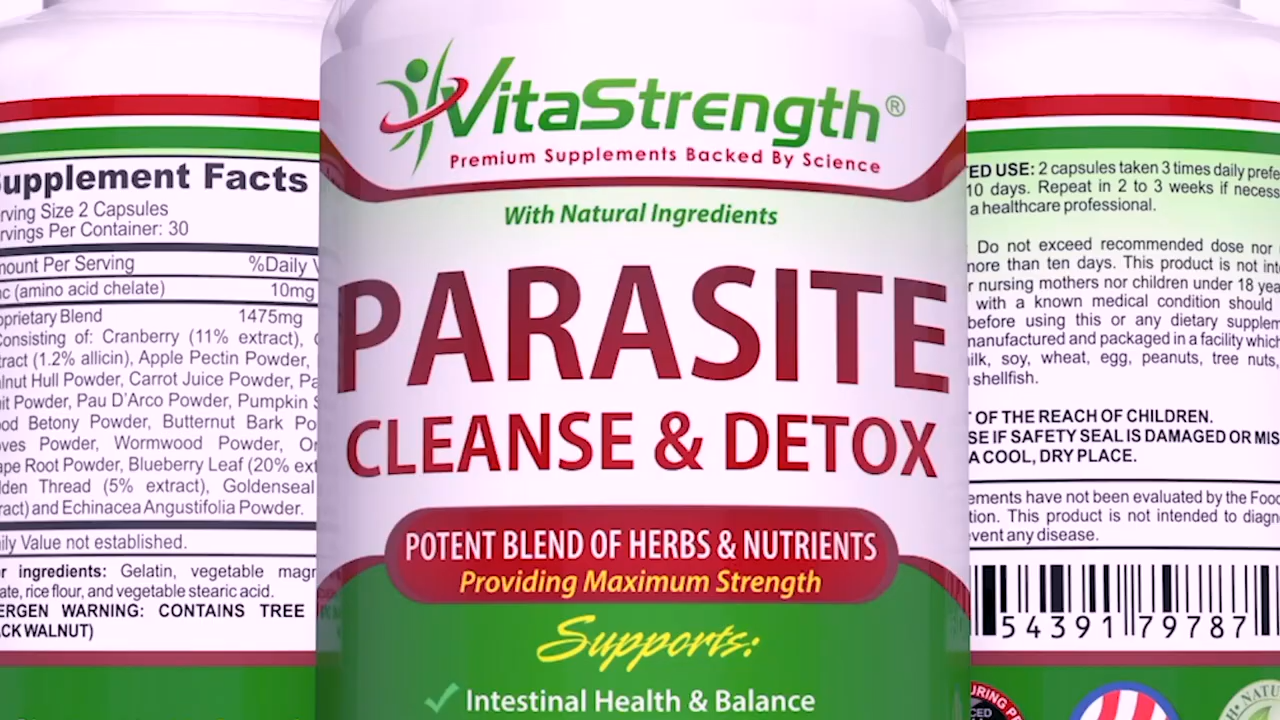 Supplement Facts
Serving Size 2 Capsules
Servings Per Container: 30
Amount Per Serving %Daily
(amino acid chelate) 10mg
Proprietary Blend 1475mg
Consisting of: Cranberry (11% extract),
(1.2% allicin), Apple Pectin Powder,
Hull Powder, Carrot Juice Powder,
Powder, Pau D'Arco Powder, Pumpkin
Betony Powder, Butternut Bark
Powder, Wormwood Powder,
Root Powder, Blueberry Leaf (20%
Thread (5% extract), Goldenseal
and Echinacea Angustifolia Powder.
Value not established.
ingredients: Gelatin, vegetable
rice flour, and vegetable stearic acid.
WARNING: CONTAINS TREE
WALNUT)
VitaStrength®
Premium Supplements Backed By Science
With Natural Ingredients
PARASITE
CLEANSE & DETOX
POTENT BLEND OF HERBS & NUTRIENTS
Providing Maximum Strength
Supports:
Intestinal Health & Balance
USE: 2 capsules taken 3 times daily
10 days. Repeat in 2 to 3 weeks if
a healthcare professional.
Do not exceed recommended dose nor
more than ten days. This product is not
nursing mothers nor children under 18
with a known medical condition should
before using this or any dietary
manufactured and packaged in a facility which
milk, soy, wheat, egg, peanuts, tree nuts,
shellfish.
OF THE REACH OF CHILDREN.
IF SAFETY SEAL IS DAMAGED OR
A COOL, DRY PLACE.
have not been evaluated by the
This product is not intended to
any disease.
54391 79787